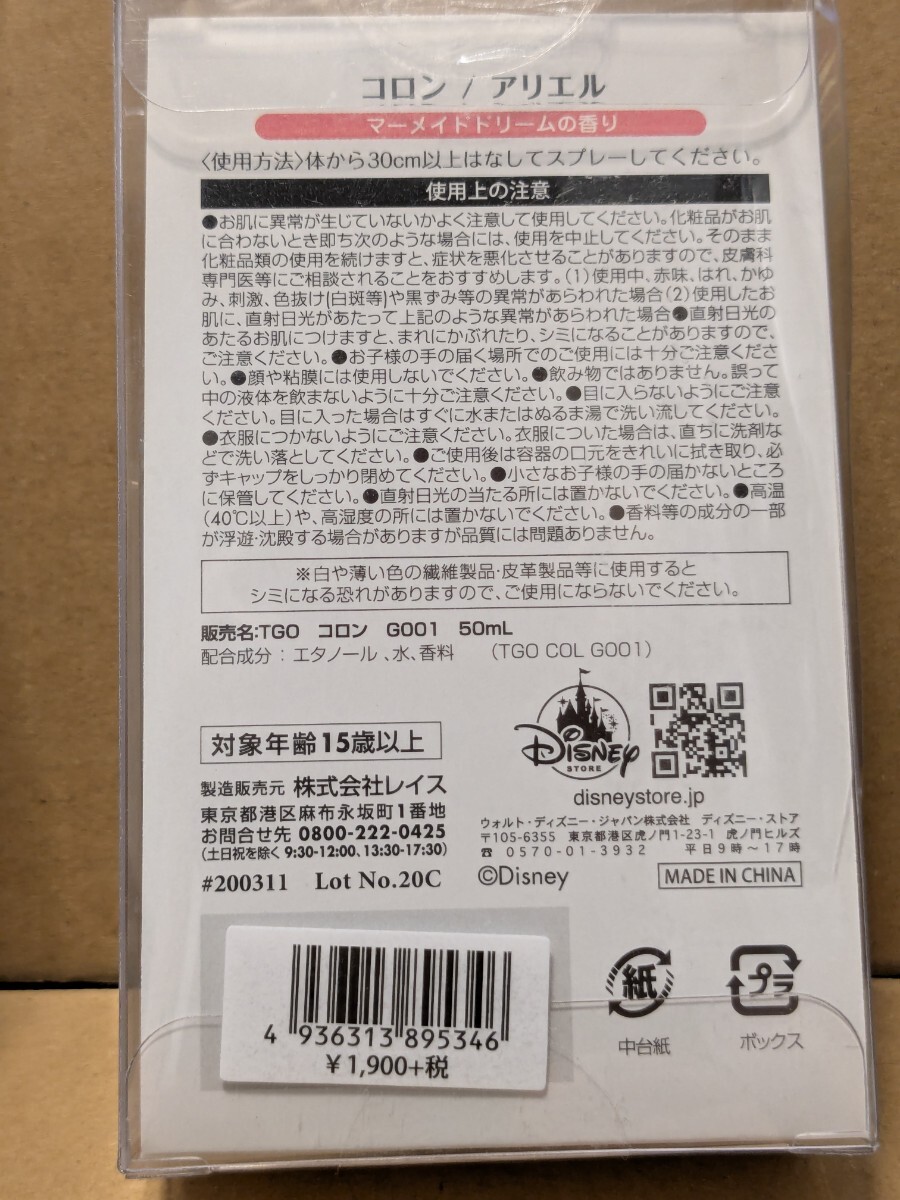 コロン / アリエル
マーメイドドリームの香り
〈使用方法〉体から30cm以上はなしてスプレーしてください。
使用上の注意
●お肌に異常が生じていないかよく注意して使用してください。化粧品がお肌
に合わないとき即ち次のような場合には、使用を中止してください。そのまま
化粧品類の使用を続けますと、症状を悪化させることがありますので、皮膚科
専門医等にご相談されることをおすすめします。(1)使用中、赤味、はれ、かゆ
み、刺激、色抜け(白斑等)や黒ずみ等の異常があらわれた場合(2)使用したお
肌に、直射日光があたって上記のような異常があらわれた場合●直射日光の
あたるお肌につけますと、まれにかぶれたり、シミになることがありますので、
ご注意ください。●お子様の手の届く場所でのご使用には十分ご注意くださ
い。●顔や粘膜には使用しないでください。●飲み物ではありません。誤って
中の液体を飲まないように十分ご注意ください。●目に入らないようにご注意
ください。目に入った場合はすぐに水またはぬるま湯で洗い流してください。
●衣服につかないようにご注意ください。衣服についた場合は、直ちに洗剤な
どで洗い落としてください。●ご使用後は容器の口元をきれいに拭き取り、必
ずキャップをしっかり閉めてください。●小さなお子様の手の届かないところ
に保管してください。●直射日光の当たる所には置かないでください。●高温
(40℃以上)や、高湿度の所には置かないでください。●香料等の成分の一部
が浮遊・沈殿する場合がありますが品質には問題ありません。
※白や薄い色の繊維製品・皮革製品等に使用すると
シミになる恐れがありますので、ご使用にならないでください。
販売名:TGO コロン G001 50mL
配合成分：エタノール、水、香料 (TGO COL G001)
対象年齢15歳以上
製造販売元 株式会社レイス
東京都港区麻布永坂町1番地
お問合せ先 0800-222-0425
(土日祝を除く 9:30-12:00、13:30-17:30)
#200311 Lot No.20C
Disney
STORE
disneystore.jp
ウォルト・ディズニー・ジャパン株式会社 ディズニー・ストア
〒105-6355 東京都港区虎ノ門1-23-1 虎ノ門ヒルズ
☎ 0570-01-3932 平日9時～17時
©Disney
MADE IN CHINA
4 936313 895346
¥1,900+税
紙
中台紙
プラ
ボックス